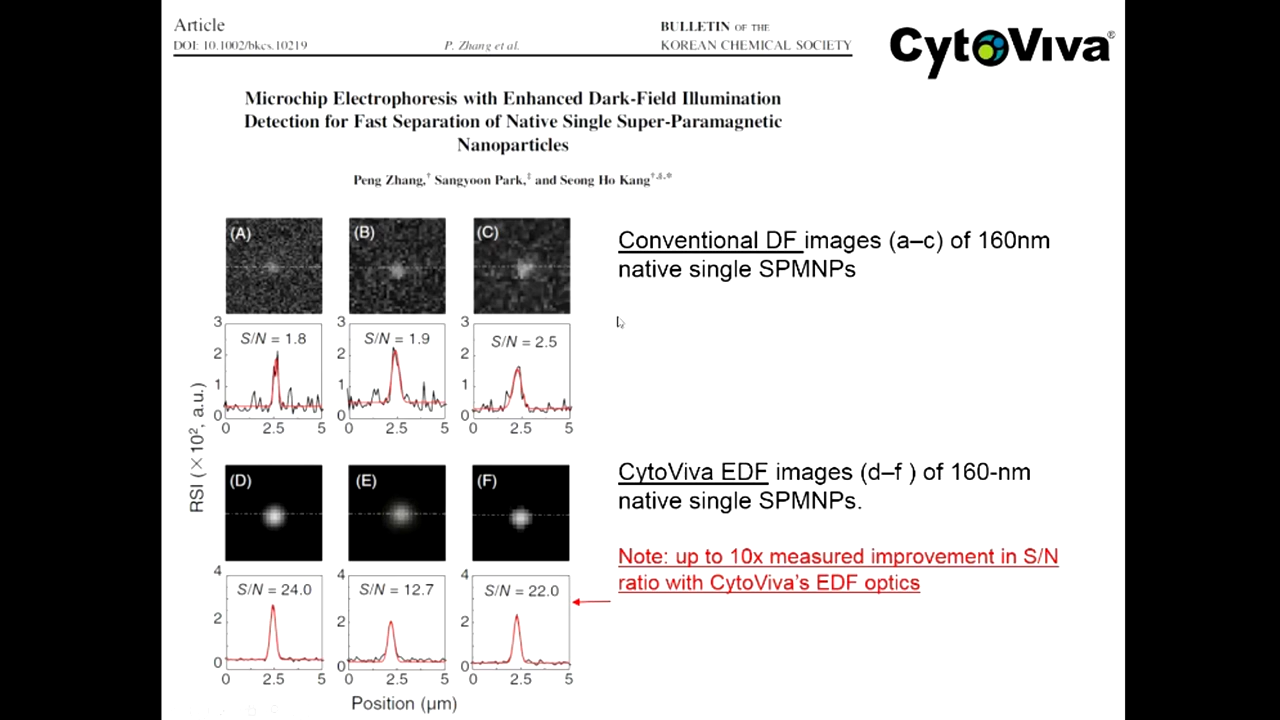 Article
DOI: 10.1002/bkcs.10219
P. Zhang et al.
BULLETIN OF THE
KOREAN CHEMICAL SOCIETY
CytoViva®
Microchip Electrophoresis with Enhanced Dark-Field Illumination
Detection for Fast Separation of Native Single Super-Paramagnetic
Nanoparticles
Peng Zhang,† Sangyoon Park,‡ and Seong Ho Kang†,§,*
(A) (B) (C)
Conventional DF images (a–c) of 160nm
native single SPMNPs
3 3 3
S/N = 1.8 S/N = 1.9 S/N = 2.5
2 2 2
1 1 1
0 0 0
0 2.5 5 0 2.5 5 0 2.5 5
RSI (×10², a.u.)
(D) (E) (F)
CytoViva EDF images (d–f ) of 160-nm
native single SPMNPs.
Note: up to 10x measured improvement in S/N
ratio with CytoViva's EDF optics
4 4 4
S/N = 24.0 S/N = 12.7 S/N = 22.0
2 2 2
0 0 0
0 2.5 5 0 2.5 5 0 2.5 5
Position (μm)